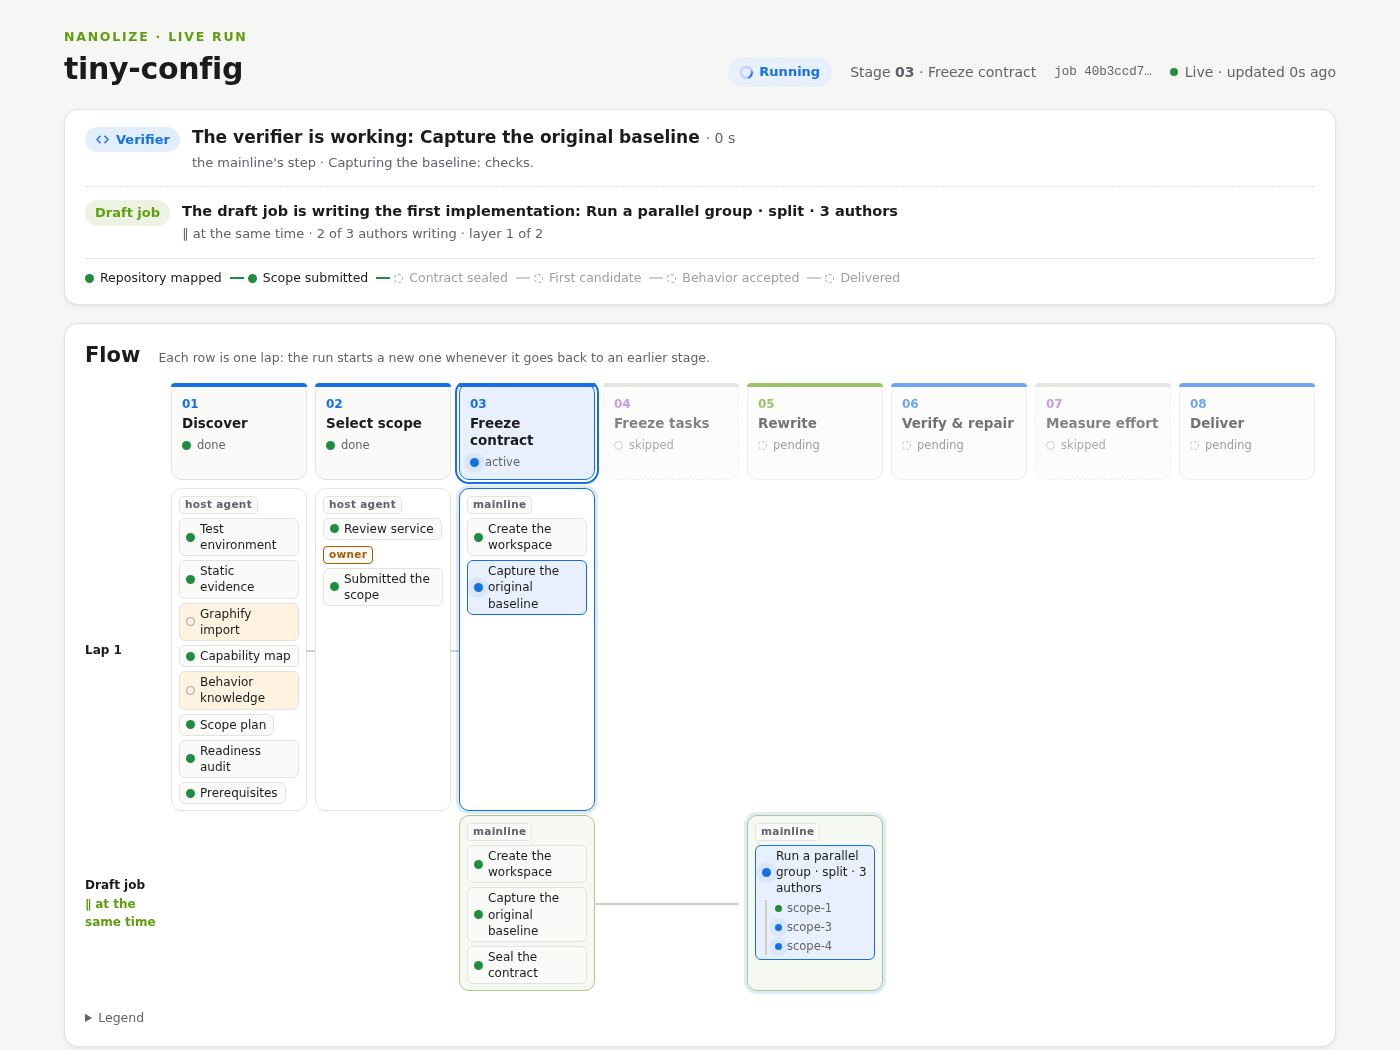 NANOLIZE · LIVE RUN
tiny-config
Running
Stage 03 · Freeze contract
job 40b3ccd7…
Live · updated 0s ago
Verifier
The verifier is working: Capture the original baseline · 0 s
the mainline's step · Capturing the baseline: checks.
Draft job
The draft job is writing the first implementation: Run a parallel group · split · 3 authors
‖ at the same time · 2 of 3 authors writing · layer 1 of 2
Repository mapped
Scope submitted
Contract sealed
First candidate
Behavior accepted
Delivered
Flow
Each row is one lap: the run starts a new one whenever it goes back to an earlier stage.
01
Discover
done
02
Select scope
done
03
Freeze
contract
active
04
Freeze tasks
skipped
05
Rewrite
pending
06
Verify & repair
pending
07
Measure effort
skipped
08
Deliver
pending
Lap 1
host agent
Test
environment
Static
evidence
Graphify
import
Capability map
Behavior
knowledge
Scope plan
Readiness
audit
Prerequisites
host agent
Review service
owner
Submitted the
scope
mainline
Create the
workspace
Capture the
original
baseline
Draft job
‖ at the
same time
mainline
Create the
workspace
Capture the
original
baseline
Seal the
contract
mainline
Run a parallel
group · split · 3
authors
scope-1
scope-3
scope-4
Legend